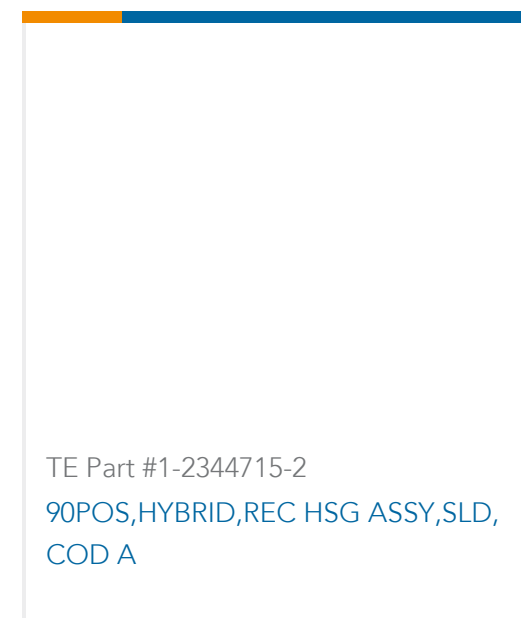 TE Part #1-2344715-2
90POS,HYBRID,REC HSG ASSY,SLD,
COD A